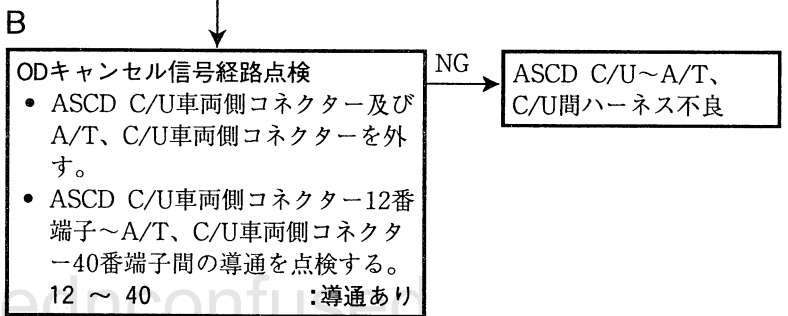 B
ODキャンセル信号経路点検
• ASCD C/U車両側コネクター及び
A/T、C/U車両側コネクターを外
す。
• ASCD C/U車両側コネクター12番
端子～A/T、C/U車両側コネクタ
ー40番端子間の導通を点検する。
12 ～ 40 :導通あり
NG
ASCD C/U～A/T、
C/U間ハーネス不良